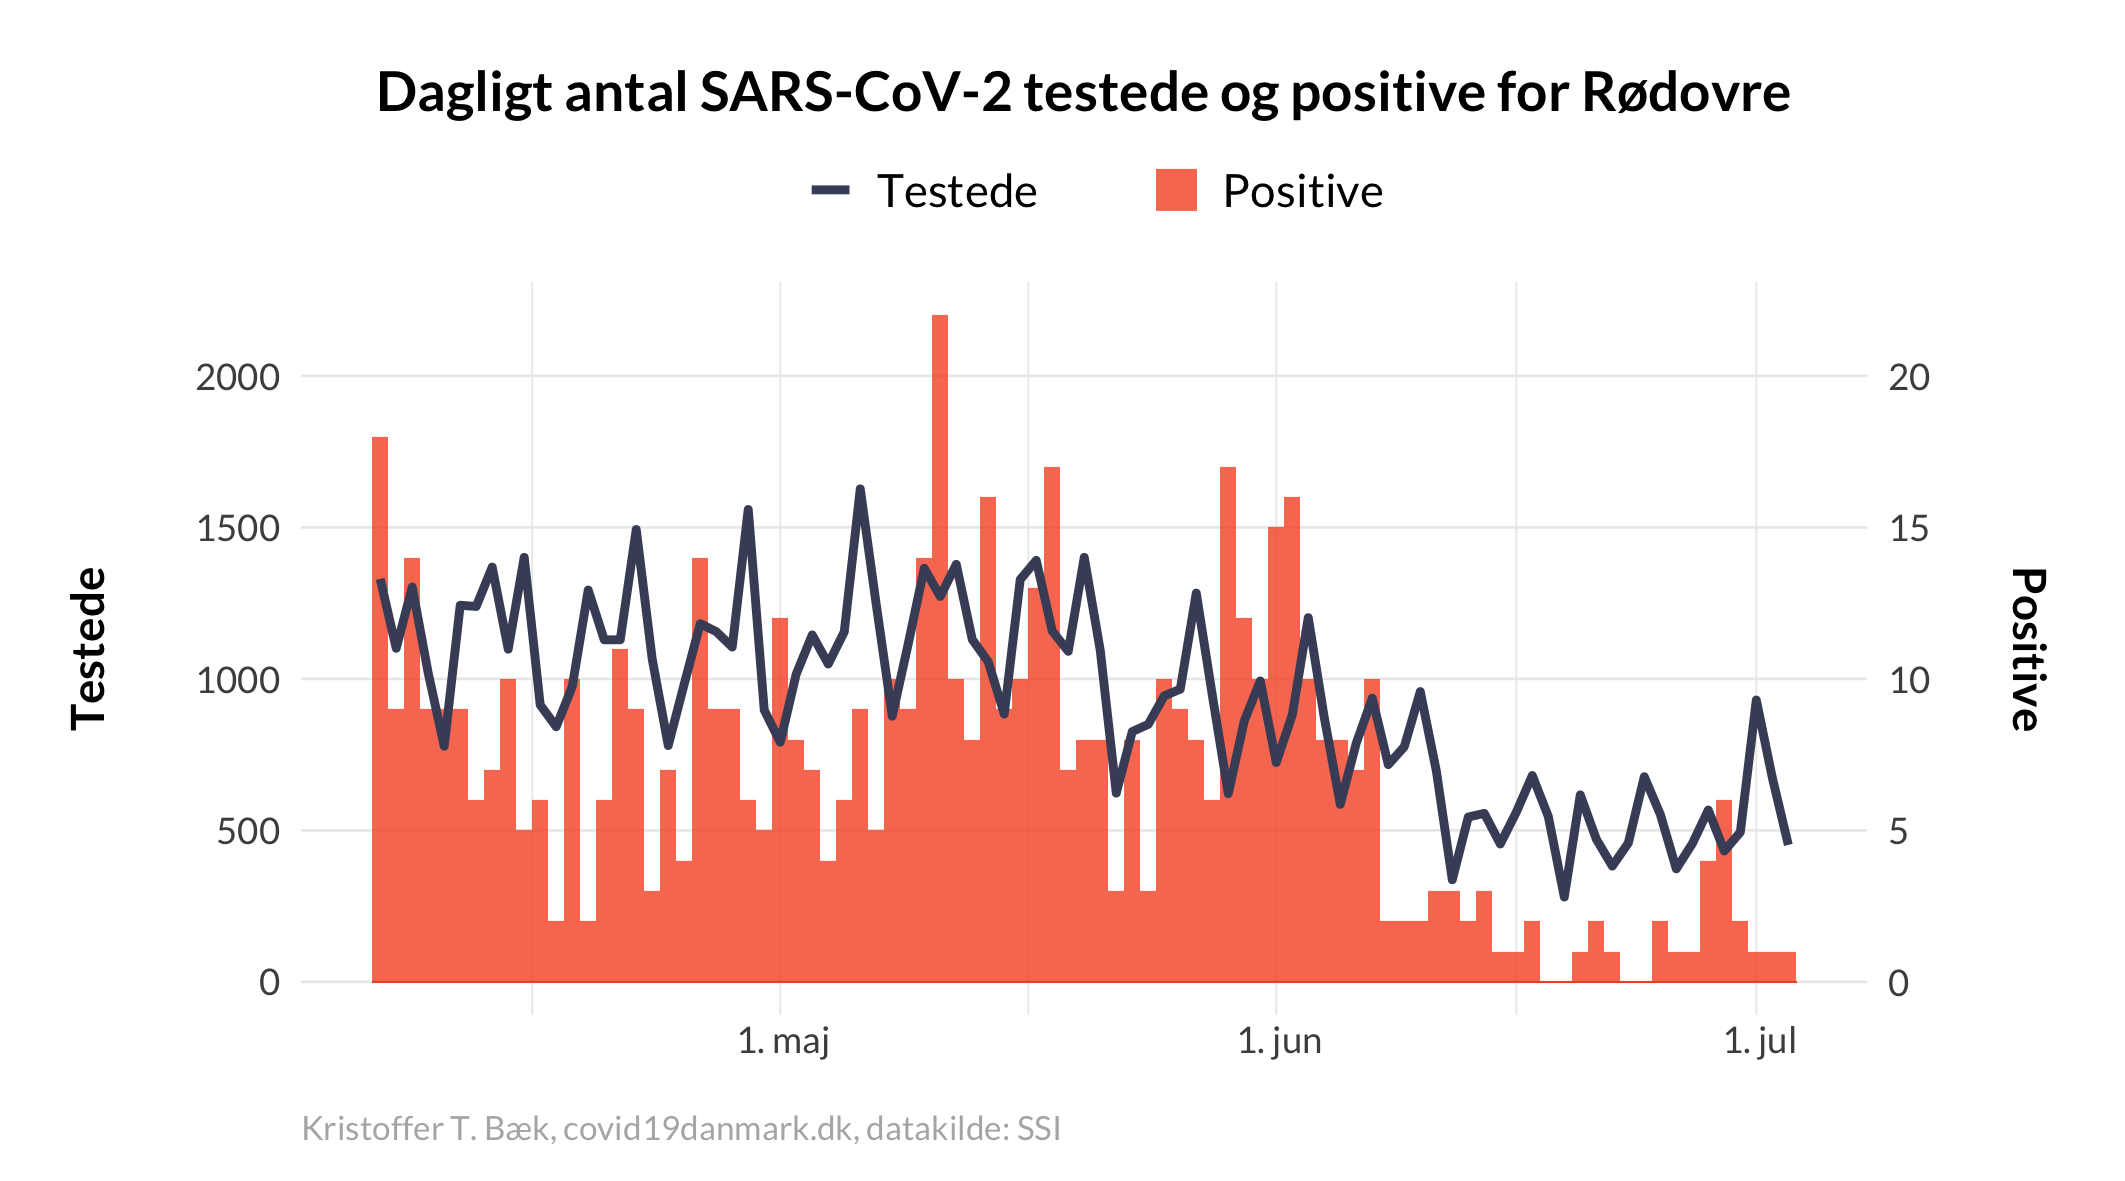 Dagligt antal SARS-CoV-2 testede og positive for Rødovre
Testede
Positive
2000
1500
1000
500
0
Testede
20
15
10
5
0
Positive
1. maj
1. jun
1. jul
Kristoffer T. Bæk, covid19danmark.dk, datakilde: SSI